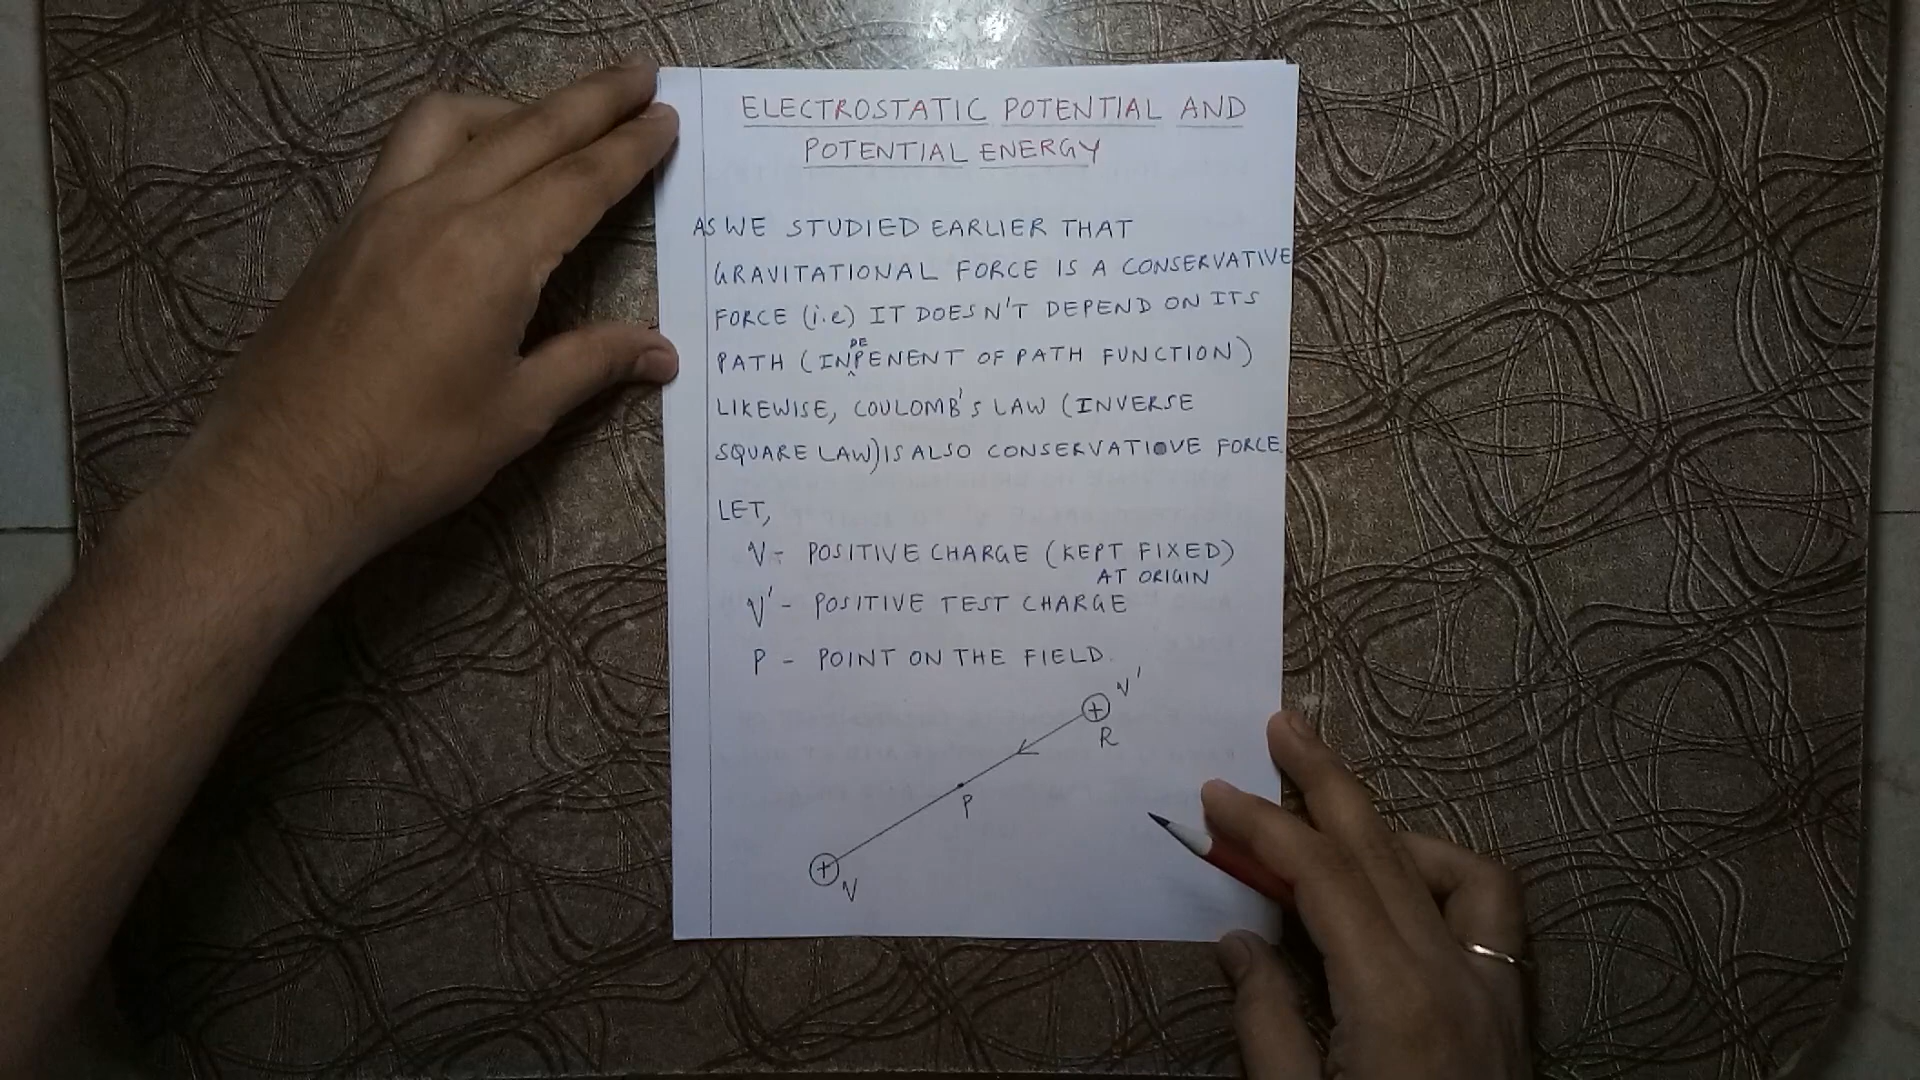 ELECTROSTATIC POTENTIAL AND
POTENTIAL ENERGY
AS WE STUDIED EARLIER THAT
GRAVITATIONAL FORCE IS A CONSERVATIVE
FORCE (i.e) IT DOESN'T DEPEND ON ITS
DE
PATH (INPENENT OF PATH FUNCTION)
LIKEWISE, COULOMB'S LAW (INVERSE
SQUARE LAW) IS ALSO CONSERVATIVE FORCE.
LET,
V - POSITIVE CHARGE (KEPT FIXED)
AT ORIGIN
V' - POSITIVE TEST CHARGE
P - POINT ON THE FIELD.
+ V'
R
P
+ V